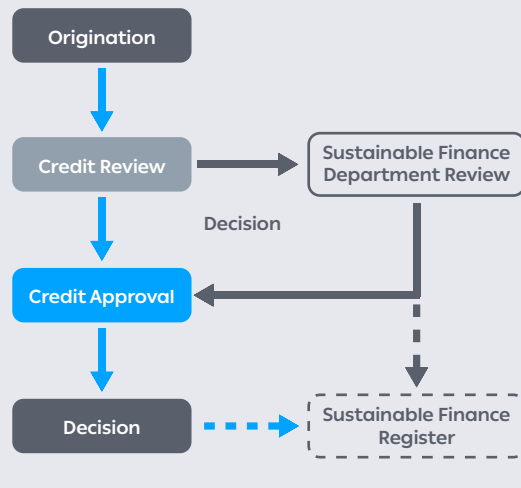 Origination
Credit Review
Sustainable Finance
Department Review
Decision
Credit Approval
Decision
Sustainable Finance
Register